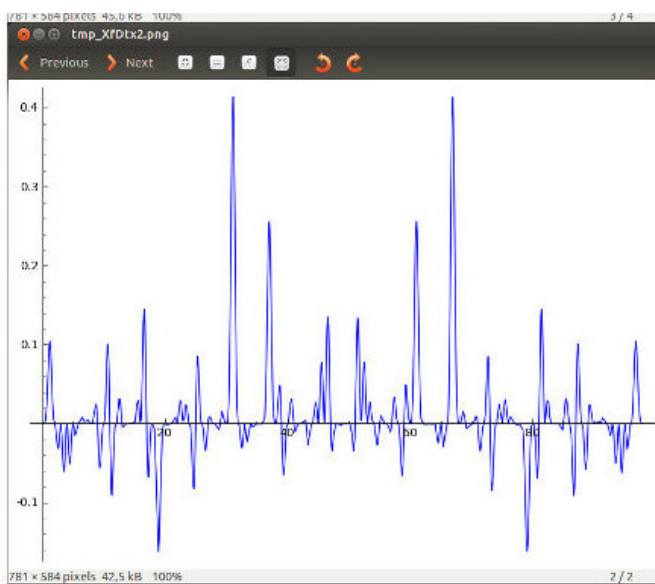 781 × 584 pixels 45,6 kB 100% 3 / 4
tmp_XfDtx2.png
Previous Next
0.4
0.3
0.2
0.1
20 40 60 80
-0.1
781 × 584 pixels 42,5 kB 100% 2 / 2